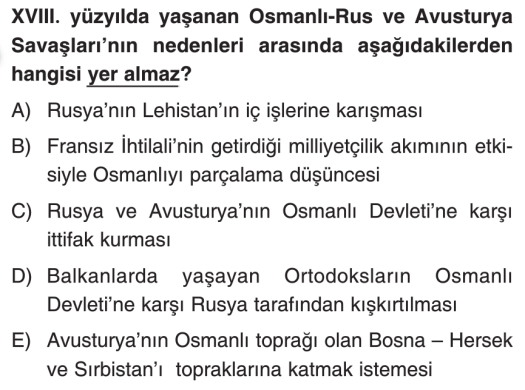 XVIII. yüzyılda yaşanan Osmanlı-Rus ve Avusturya
Savaşları'nın nedenleri arasında aşağıdakilerden
hangisi yer almaz?
A) Rusya'nın Lehistan'ın iç işlerine karışması
B) Fransız İhtilali'nin getirdiği milliyetçilik akımının etki-
siyle Osmanlıyı parçalama düşüncesi
C) Rusya ve Avusturya'nın Osmanlı Devleti'ne karşı
ittifak kurması
D) Balkanlarda yaşayan Ortodoksların Osmanlı
Devleti'ne karşı Rusya tarafından kışkırtılması
E) Avusturya'nın Osmanlı toprağı olan Bosna – Hersek
ve Sırbistan'ı topraklarına katmak istemesi